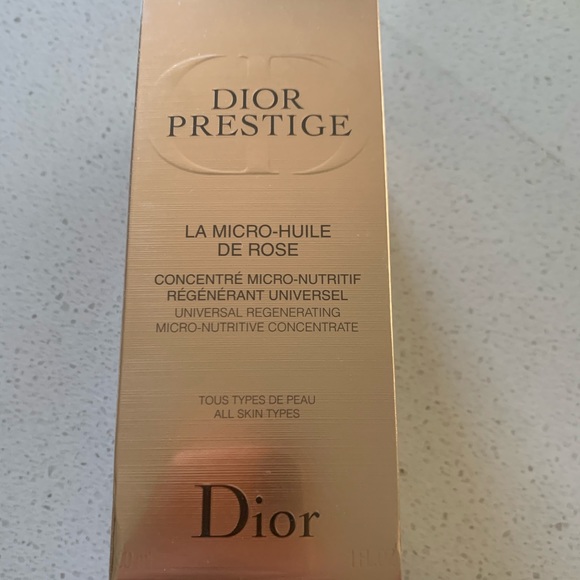 DIOR
PRESTIGE
LA MICRO-HUILE
DE ROSE
CONCENTRÉ MICRO-NUTRITIF
RÉGÉNÉRANT UNIVERSEL
UNIVERSAL REGENERATING
MICRO-NUTRITIVE CONCENTRATE
TOUS TYPES DE PEAU
ALL SKIN TYPES
Dior